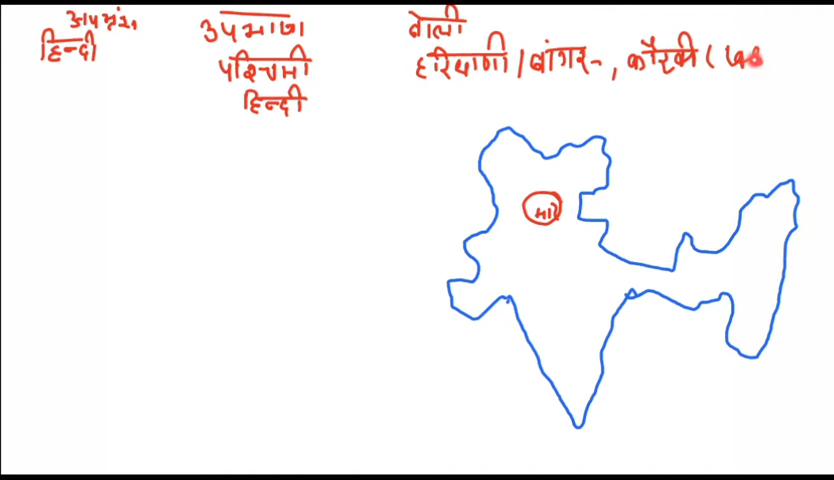 अपभ्रंश उपभाषा बोली
हिन्दी पश्चिमी हरियाणी/बांगरू, कौरवी (
हिन्दी